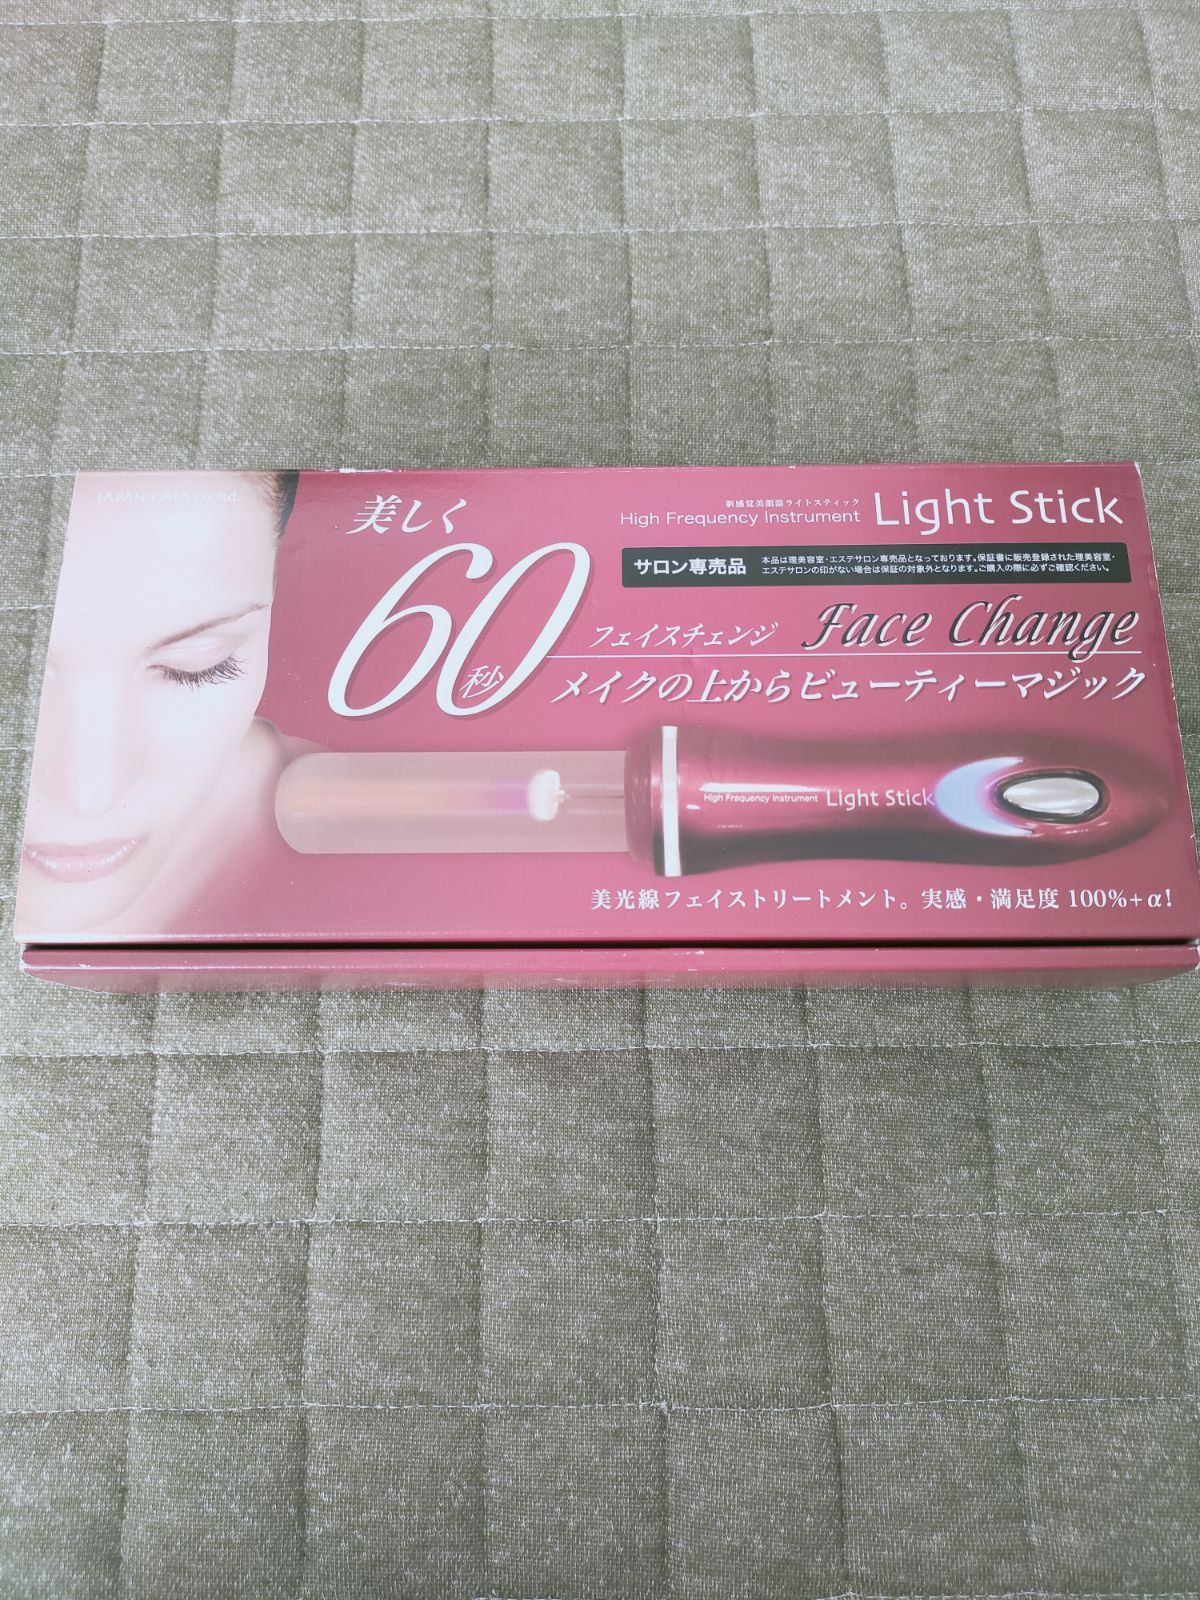 JAPAN GALS co.,ltd.
美しく
60秒
新感覚美顔器ライトスティック
High Frequency Instrument Light Stick
サロン専売品
本品は理美容室・エステサロン専売品となっております。保証書に販売登録された理美容室・
エステサロンの印がない場合は保証の対象外となります。ご購入の際に必ずご確認ください。
フェイスチェンジ Face Change
メイクの上からビューティーマジック
High Frequency Instrument Light Stick
美光線フェイストリートメント。実感・満足度100%+α!